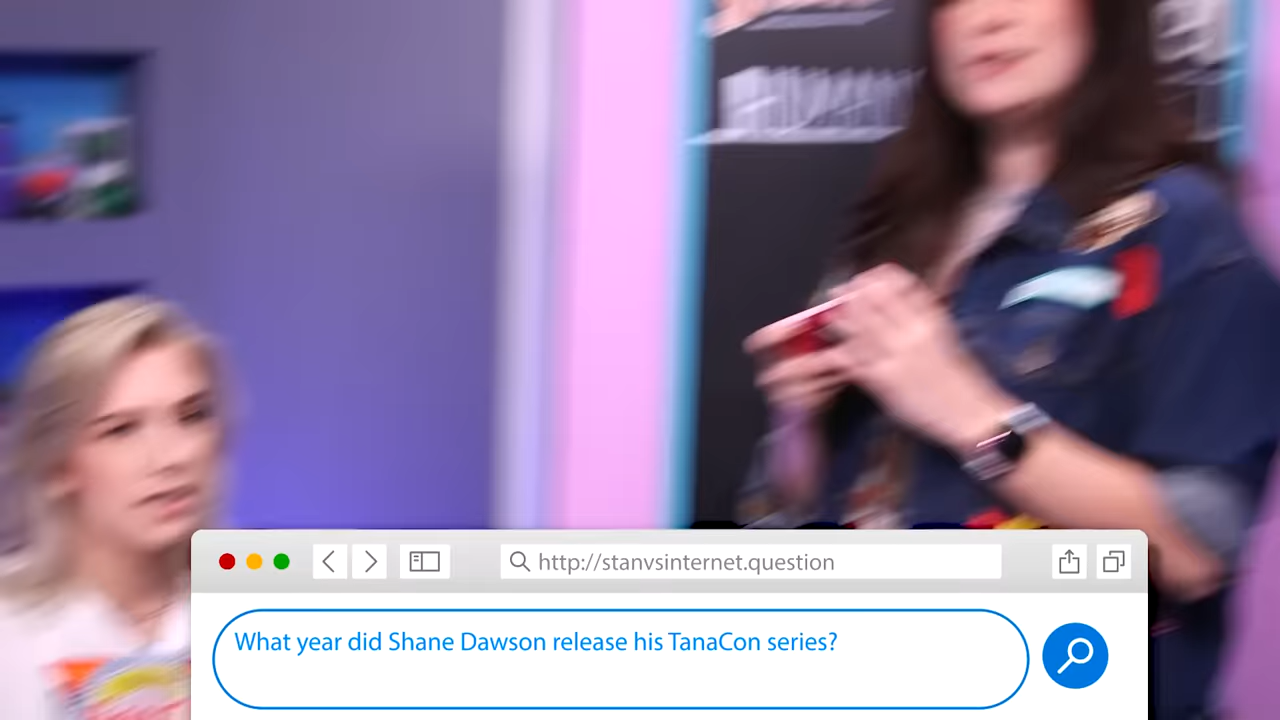 http://stanvsinternet.question
What year did Shane Dawson release his TanaCon series?